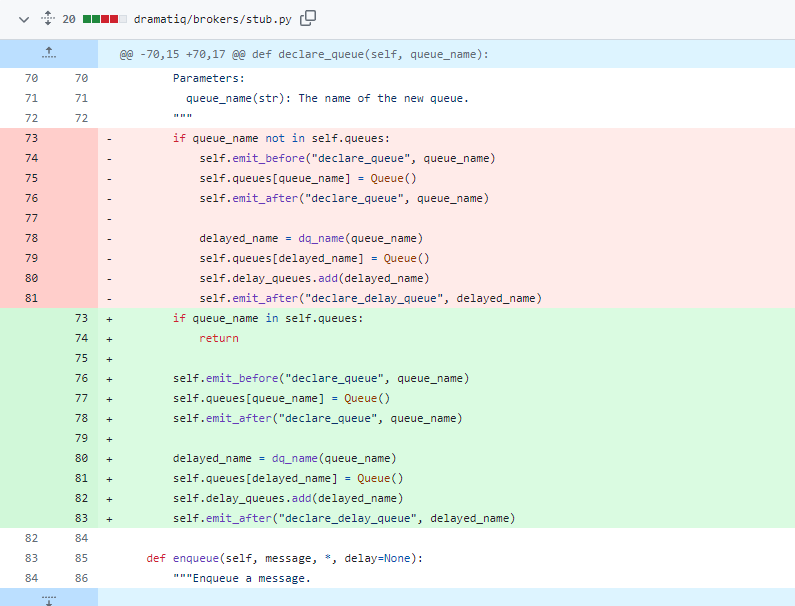 20 dramatiq/brokers/stub.py
@@ -70,15 +70,17 @@ def declare_queue(self, queue_name):
70 70 Parameters:
71 71 queue_name(str): The name of the new queue.
72 72 """
73 - if queue_name not in self.queues:
74 - self.emit_before("declare_queue", queue_name)
75 - self.queues[queue_name] = Queue()
76 - self.emit_after("declare_queue", queue_name)
77 -
78 - delayed_name = dq_name(queue_name)
79 - self.queues[delayed_name] = Queue()
80 - self.delay_queues.add(delayed_name)
81 - self.emit_after("declare_delay_queue", delayed_name)
73 + if queue_name in self.queues:
74 + return
75 +
76 + self.emit_before("declare_queue", queue_name)
77 + self.queues[queue_name] = Queue()
78 + self.emit_after("declare_queue", queue_name)
79 +
80 + delayed_name = dq_name(queue_name)
81 + self.queues[delayed_name] = Queue()
82 + self.delay_queues.add(delayed_name)
83 + self.emit_after("declare_delay_queue", delayed_name)
82 84
83 85 def enqueue(self, message, *, delay=None):
84 86 """Enqueue a message.